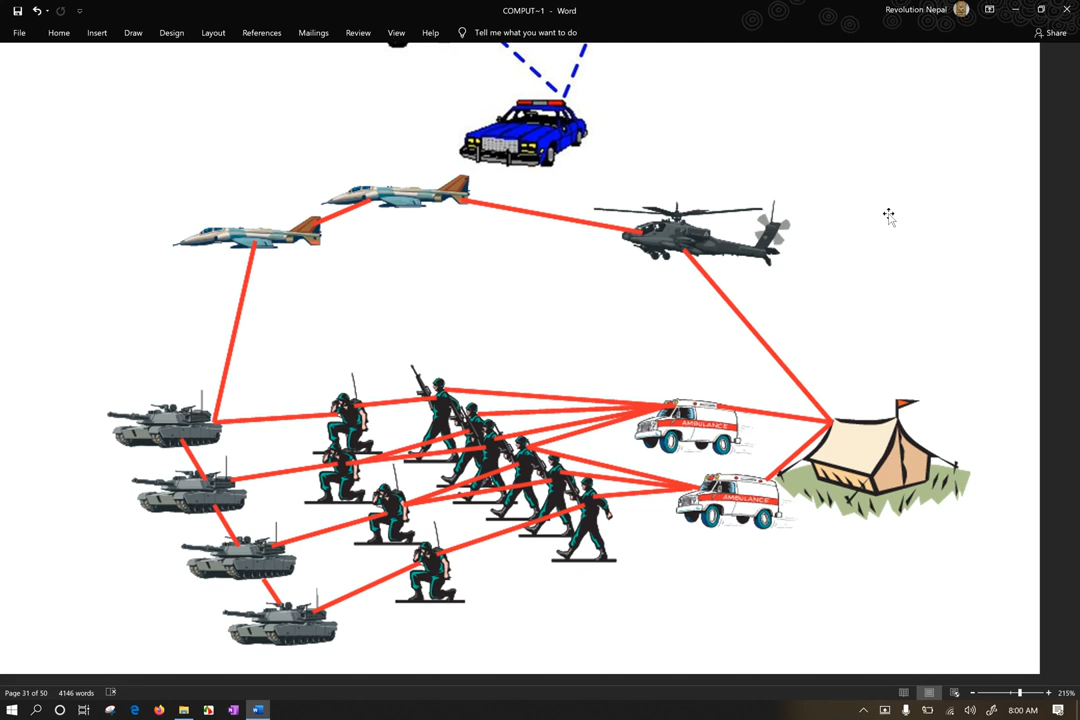 COMPUT~1 - Word
Revolution Nepal
File Home Insert Draw Design Layout References Mailings Review View Help Tell me what you want to do
Share
AMBULANCE
AMBULANCE
Page 31 of 50 4146 words
215%
8:00 AM